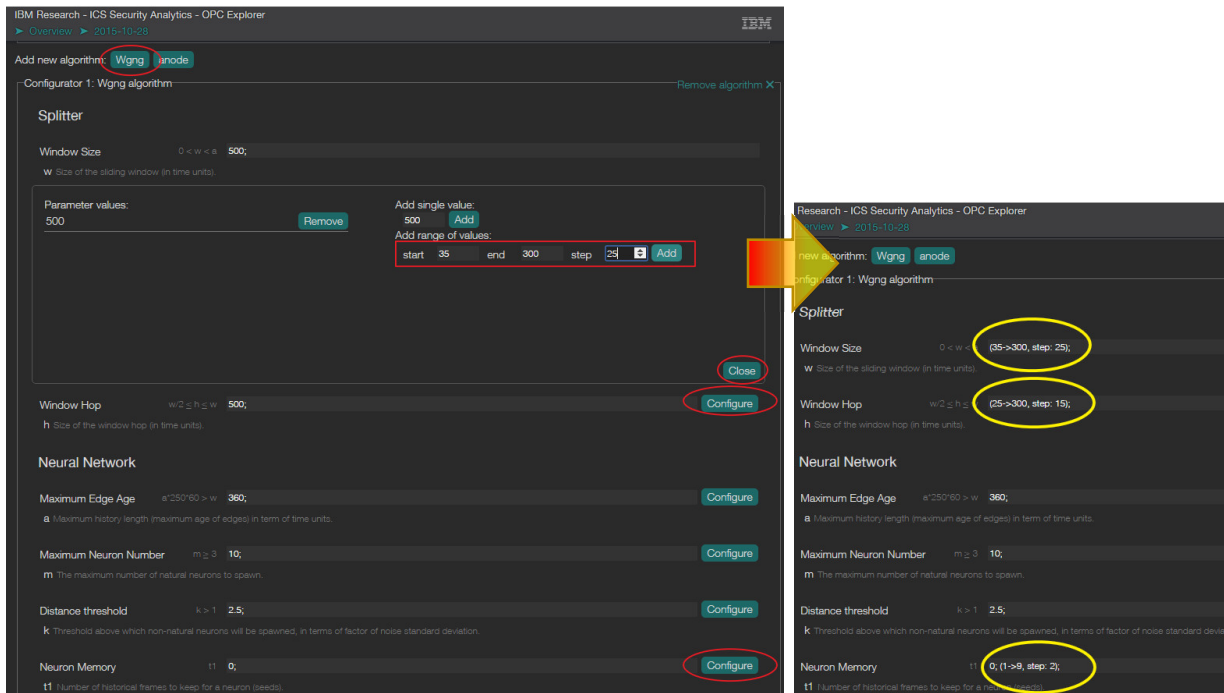 IBM Research - ICS Security Analytics - OPC Explorer
IBM
➤ Overview ➤ 2015-10-28
Add new algorithm: Wgng anode
Configurator 1: Wgng algorithm Remove algorithm ✕
Splitter
Window Size 0 < w < a 500;
w Size of the sliding window (in time units).
Parameter values:
500 Remove
Add single value:
500 Add
Add range of values:
start 35 end 300 step 25 Add
Close
Window Hop w/2 ≤ h ≤ w 500; Configure
h Size of the window hop (in time units).
Neural Network
Maximum Edge Age a*250*60 > w 360; Configure
a Maximum history length (maximum age of edges) in term of time units.
Maximum Neuron Number m ≥ 3 10; Configure
m The maximum number of natural neurons to spawn.
Distance threshold k > 1 2.5; Configure
k Threshold above which non-natural neurons will be spawned, in terms of factor of noise standard deviation.
Neuron Memory t1 0; Configure
t1 Number of historical frames to keep for a neuron (seeds).
Research - ICS Security Analytics - OPC Explorer
erview ➤ 2015-10-28
new algorithm: Wgng anode
onfigurator 1: Wgng algorithm
Splitter
Window Size 0 < w < (35->300, step: 25);
w Size of the sliding window (in time units).
Window Hop w/2 ≤ h ≤ (25->300, step: 15);
h Size of the window hop (in time units).
Neural Network
Maximum Edge Age a*250*60 > w 360;
a Maximum history length (maximum age of edges) in term of time units.
Maximum Neuron Number m ≥ 3 10;
m The maximum number of natural neurons to spawn.
Distance threshold k > 1 2.5;
k Threshold above which non-natural neurons will be spawned, in terms of factor of noise standard devia
Neuron Memory t1 0; (1->9, step: 2);
t1 Number of historical frames to keep for a neuron (seeds).